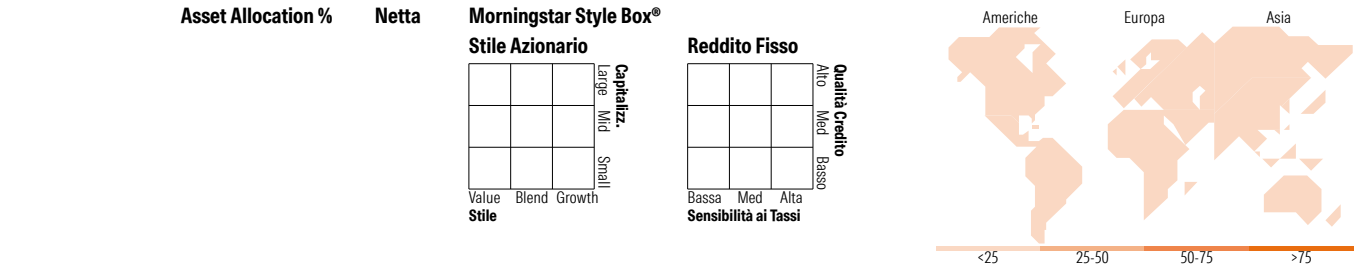 Asset Allocation % Netta
Morningstar Style Box®
Stile Azionario
Large Mid Small
Capitalizz.
Value Blend Growth
Stile
Reddito Fisso
Alto Med Basso
Qualità Credito
Bassa Med Alta
Sensibilità ai Tassi
Americhe Europa Asia
<25 25-50 50-75 >75